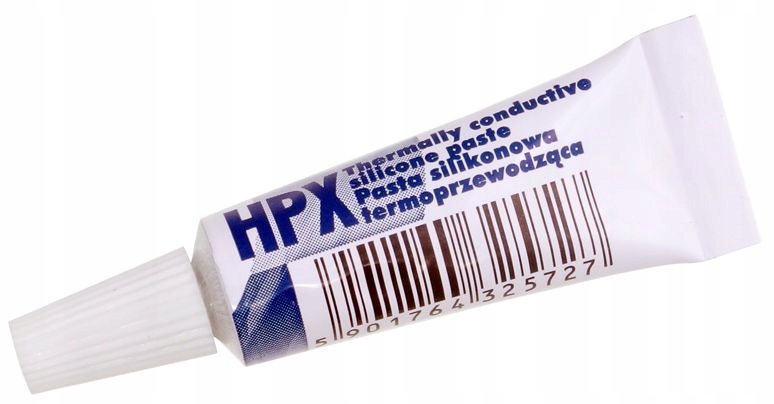 HPX
Thermally conductive
silicone paste
Pasta silikonowa
termoprzewodząca
5 901764 325727